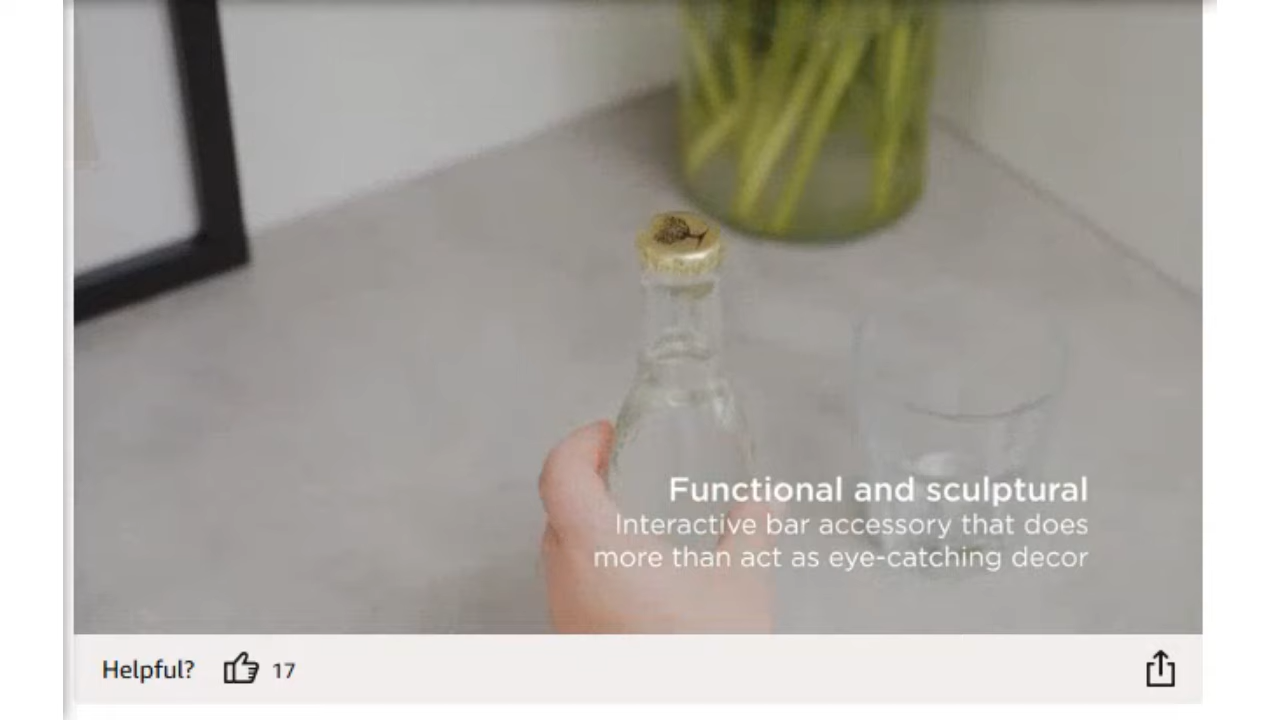 Functional and sculptural
Interactive bar accessory that does
more than act as eye-catching decor
Helpful?
17